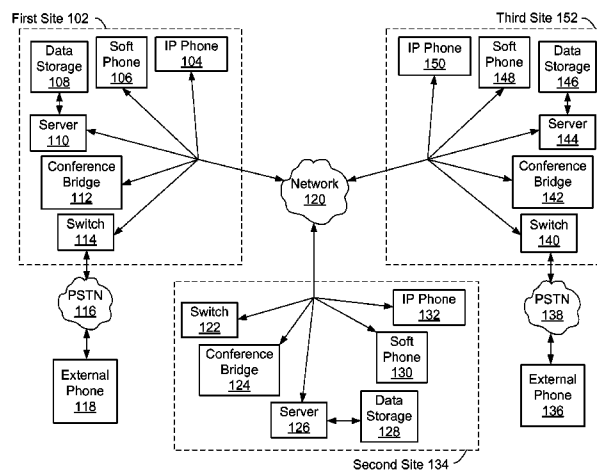 First Site 102
Data
Storage
108
Soft
Phone
106
IP Phone
104
Server
110
Conference
Bridge
112
Switch
114
PSTN
116
External
Phone
118
Network
120
Third Site 152
IP Phone
150
Soft
Phone
148
Data
Storage
146
Server
144
Conference
Bridge
142
Switch
140
PSTN
138
External
Phone
136
Switch
122
Conference
Bridge
124
Server
126
Data
Storage
128
Soft
Phone
130
IP Phone
132
Second Site 134